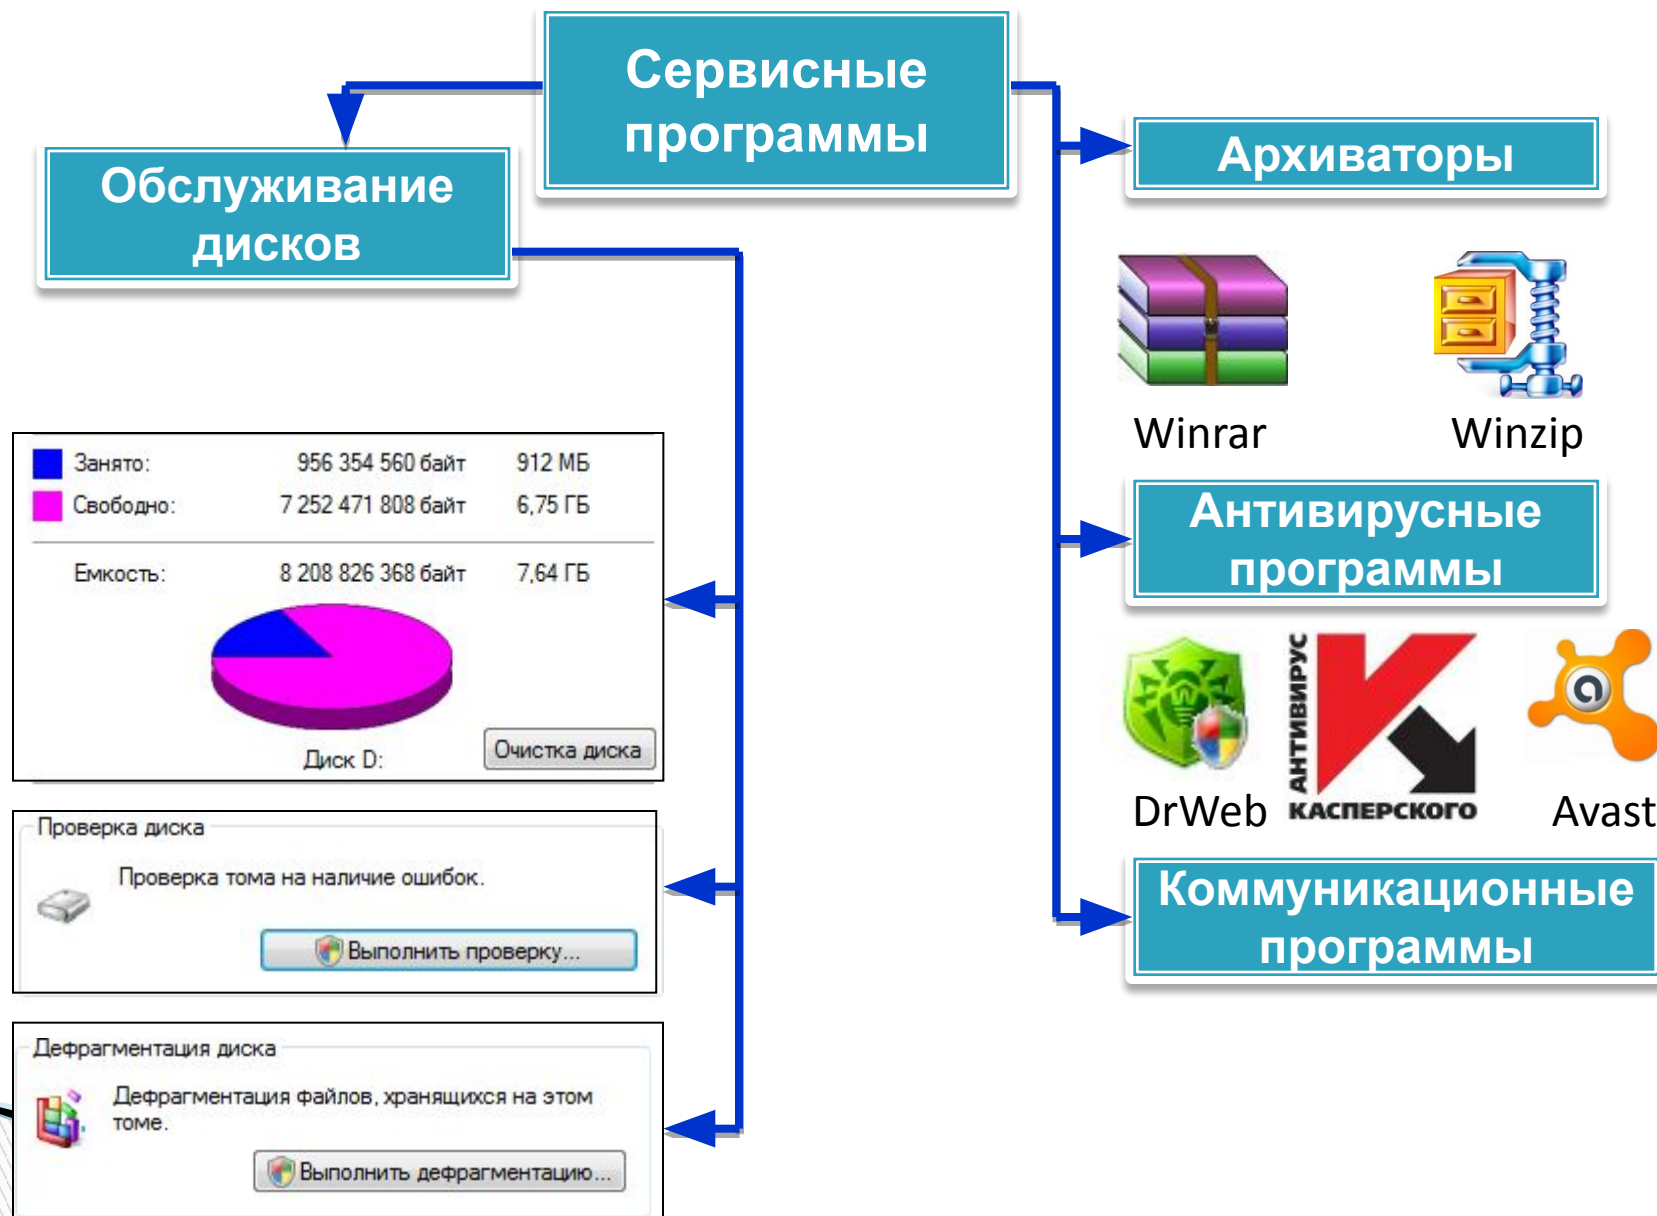 Сервисные
программы
Обслуживание
дисков
Занято: 956 354 560 байт 912 МБ
Свободно: 7 252 471 808 байт 6,75 ГБ
Емкость: 8 208 826 368 байт 7,64 ГБ
Диск D:
Очистка диска
Проверка диска
Проверка тома на наличие ошибок.
Выполнить проверку...
Дефрагментация диска
Дефрагментация файлов, хранящихся на этом
томе.
Выполнить дефрагментацию...
Архиваторы
Winrar Winzip
Антивирусные
программы
АНТИВИРУС
КАСПЕРСКОГО
a
DrWeb Avast
Коммуникационные
программы